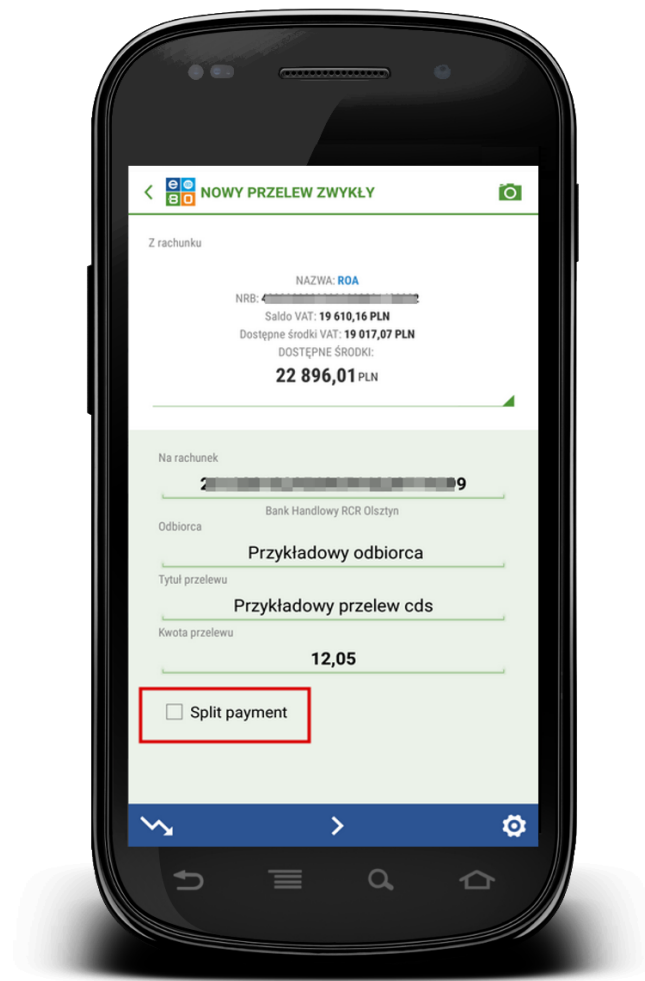 e
BO
NOWY PRZELEW ZWYKŁY
Z rachunku
NAZWA: ROA
NRB:
Saldo VAT: 19 610,16 PLN
Dostępne środki VAT: 19 017,07 PLN
DOSTĘPNE ŚRODKI:
22 896,01 PLN
Na rachunek
Bank Handlowy RCR Olsztyn
Odbiorca
Przykładowy odbiorca
Tytuł przelewu
Przykładowy przelew cds
Kwota przelewu
12,05
Split payment